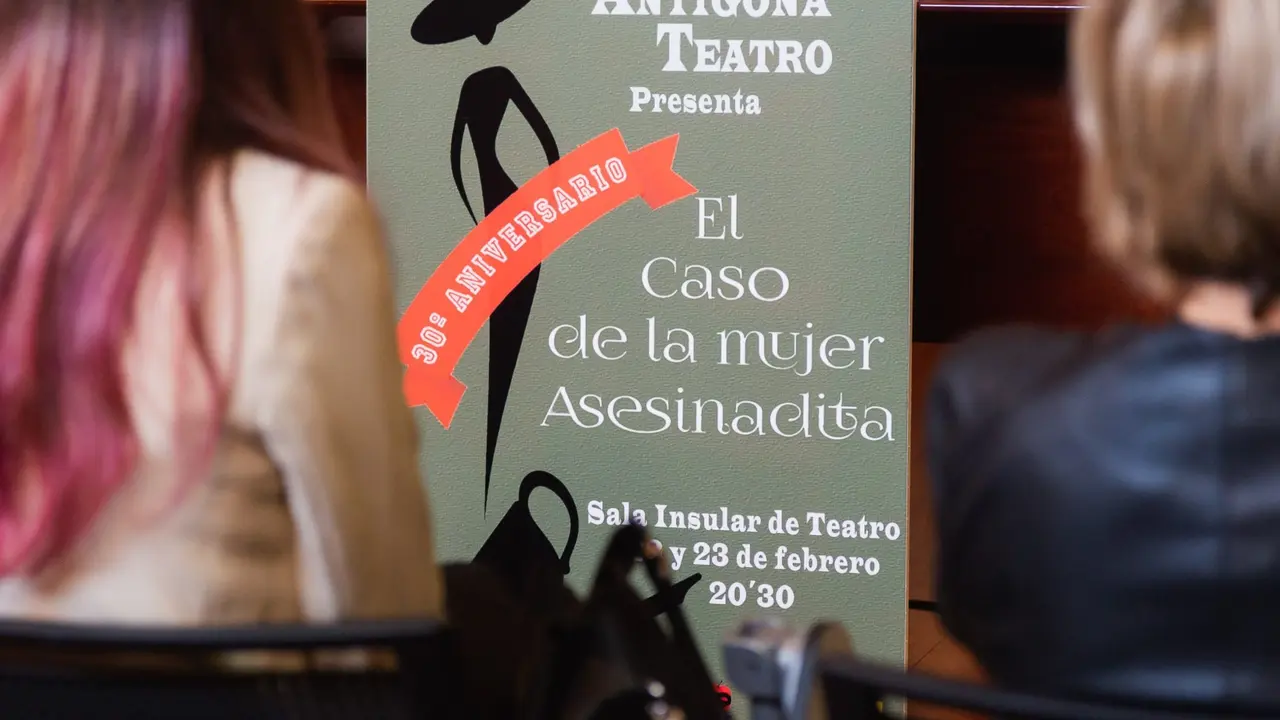 ANTÍGONA
TEATRO
Presenta
30º ANIVERSARIO
El
Caso
de la mujer
Asesinadita
Sala Insular de Teatro
y 23 de febrero
20´30